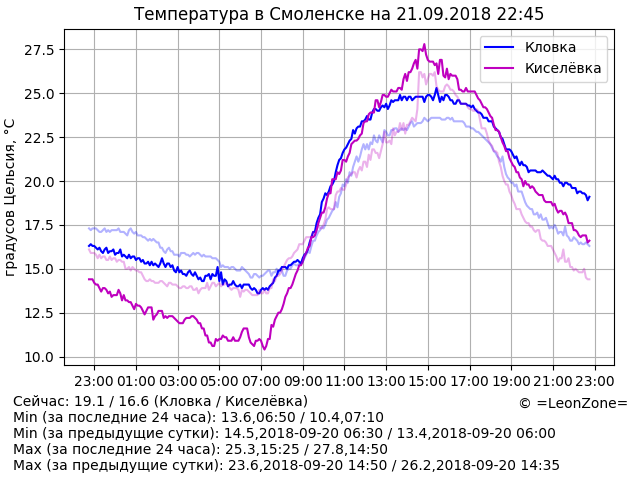 Температура в Смоленске на 21.09.2018 22:45
градусов Цельсия, °C
27.5
25.0
22.5
20.0
17.5
15.0
12.5
10.0
Кловка
Киселёвка
23:00 01:00 03:00 05:00 07:00 09:00 11:00 13:00 15:00 17:00 19:00 21:00 23:00
Сейчас: 19.1 / 16.6 (Кловка / Киселёвка)
© =LeonZone=
Min (за последние 24 часа): 13.6,06:50 / 10.4,07:10
Min (за предыдущие сутки): 14.5,2018-09-20 06:30 / 13.4,2018-09-20 06:00
Max (за последние 24 часа): 25.3,15:25 / 27.8,14:50
Max (за предыдущие сутки): 23.6,2018-09-20 14:50 / 26.2,2018-09-20 14:35